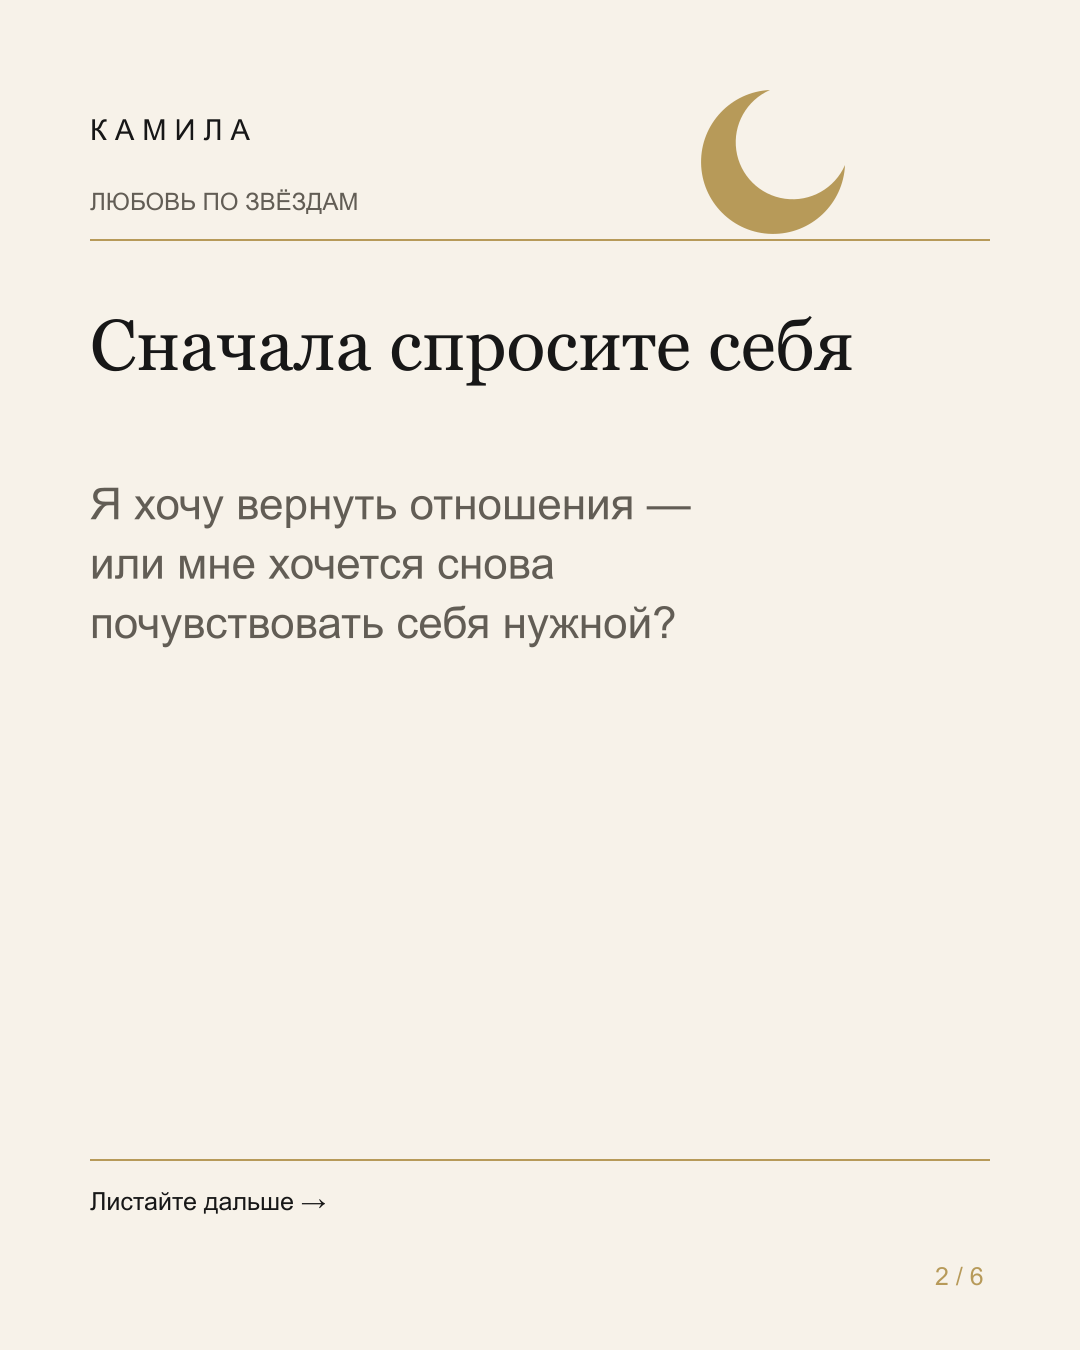 КАМИЛА
ЛЮБОВЬ ПО ЗВЁЗДАМ
Сначала спросите себя
Я хочу вернуть отношения —
или мне хочется снова
почувствовать себя нужной?
Листайте дальше →
2 / 6